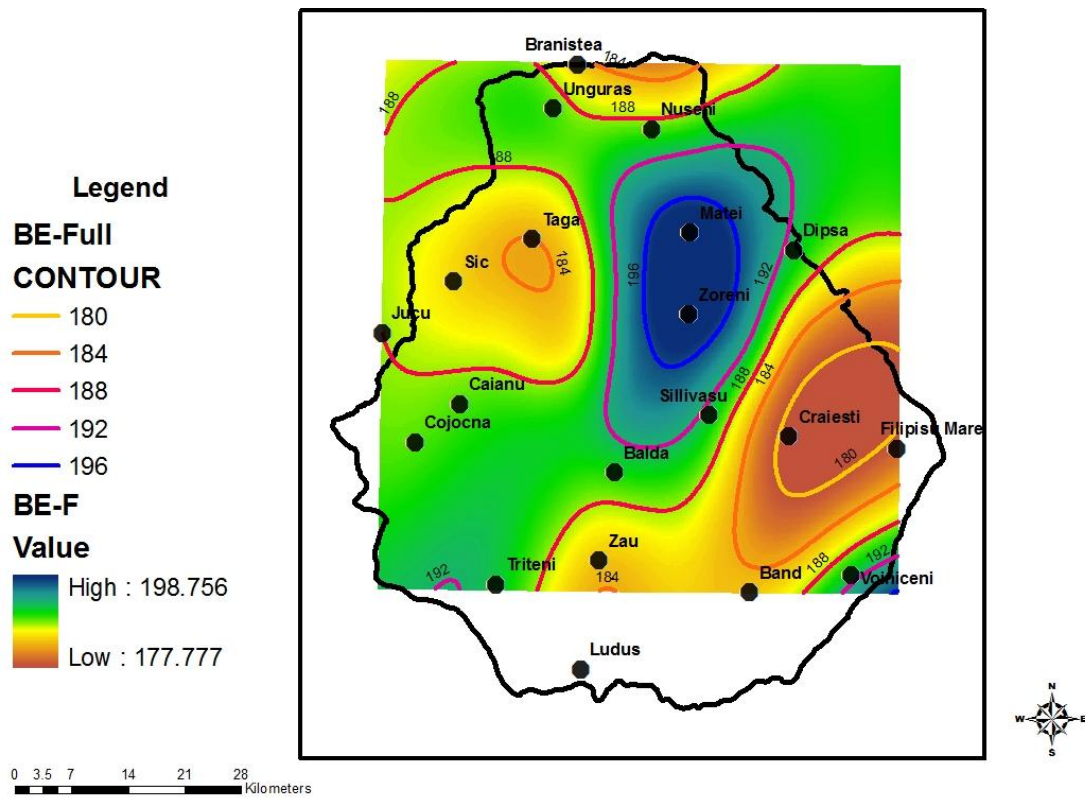 Legend
BE-Full
CONTOUR
180
184
188
192
196
BE-F
Value
High : 198.756
Low : 177.777
0 3.5 7 14 21 28
Kilometers
Branistea
184
Unguras
188
188
Nuseni
88
Taga
Matei
Dipsa
Sic
184
196
192
Jucu
Zoreni
Caianu
Sillivasu
188
184
Cojocna
Craiesti
Filipisu Mare
Balda
180
Zau
Triteni
192
184
Band
188
192
Voiniceni
Ludus
N
W
E
S